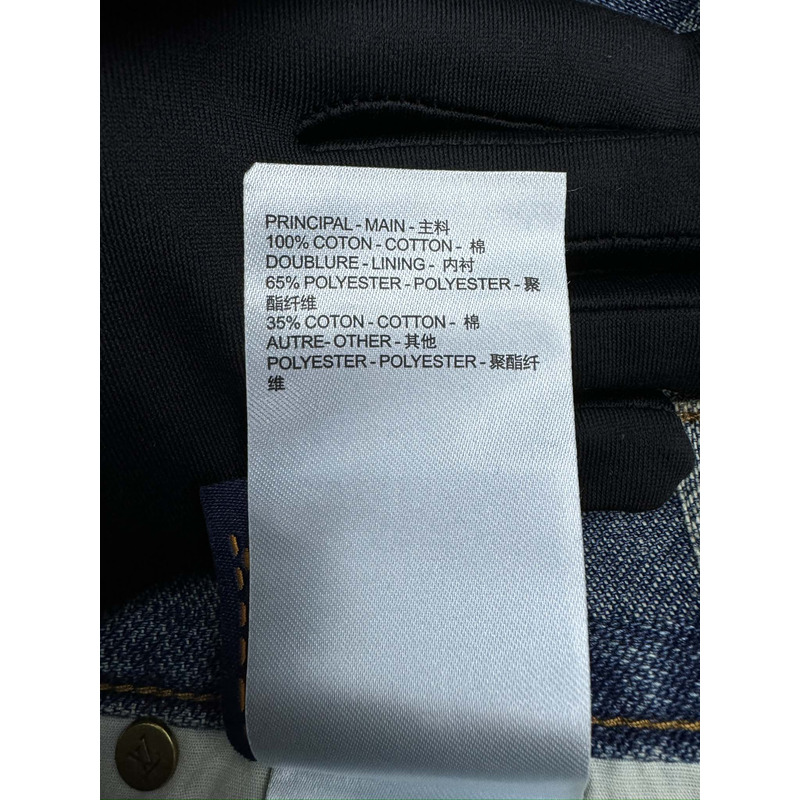 PRINCIPAL - MAIN - 主料
100% COTON - COTTON - 棉
DOUBLURE - LINING - 内衬
65% POLYESTER - POLYESTER - 聚
酯纤维
35% COTON - COTTON - 棉
AUTRE- OTHER - 其他
POLYESTER - POLYESTER - 聚酯纤
维
LV